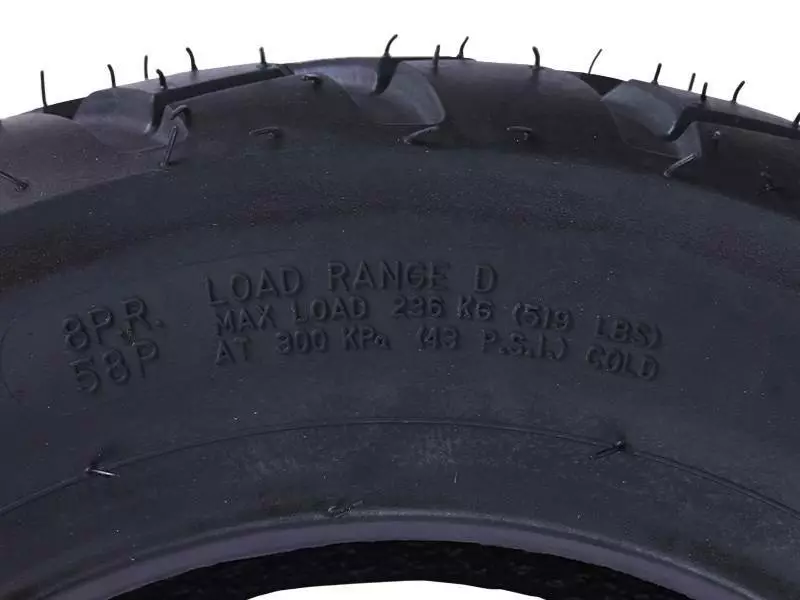 8P.R.
58P
LOAD RANGE D
MAX LOAD 236 KG (519 LBS)
AT 300 KPa (43 P.S.I.) COLD